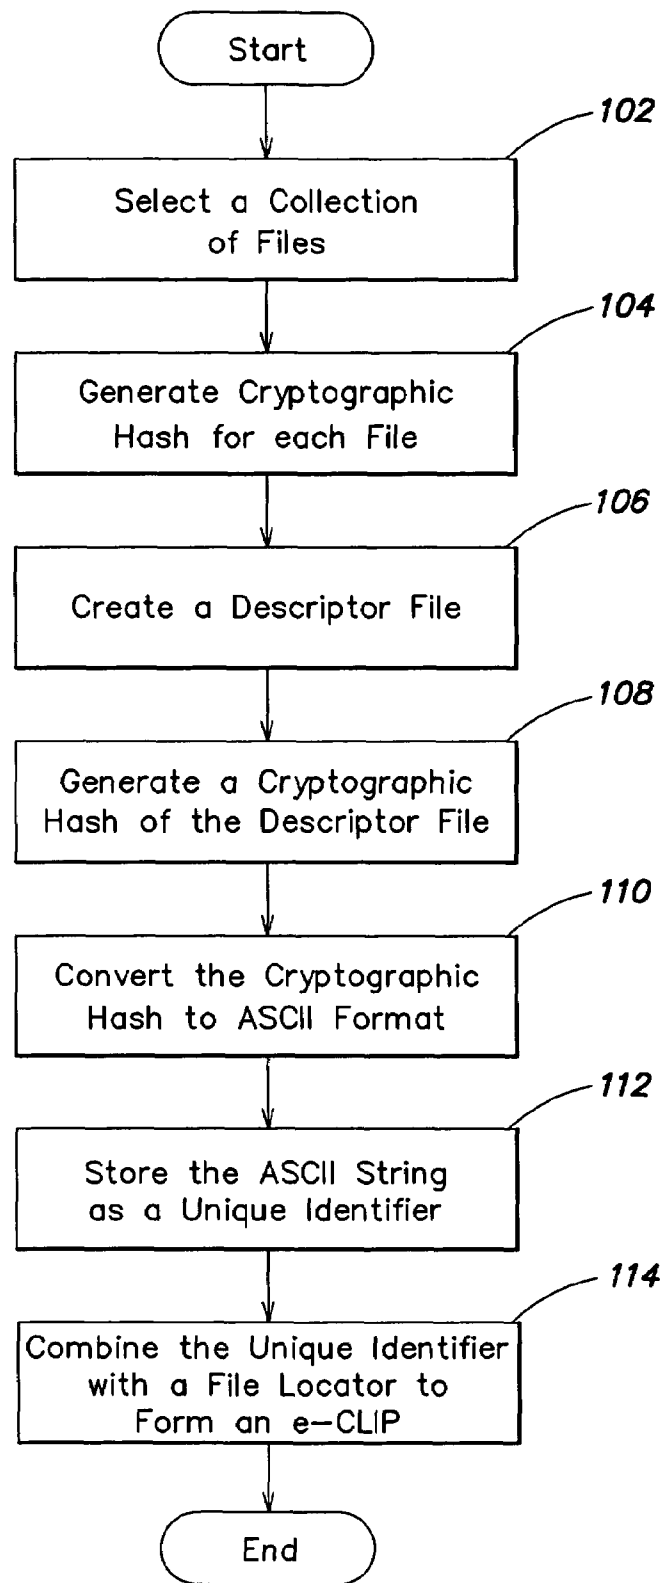 Start
102
Select a Collection
of Files
104
Generate Cryptographic
Hash for each File
106
Create a Descriptor File
108
Generate a Cryptographic
Hash of the Descriptor File
110
Convert the Cryptographic
Hash to ASCII Format
112
Store the ASCII String
as a Unique Identifier
114
Combine the Unique Identifier
with a File Locator to
Form an e-CLIP
End